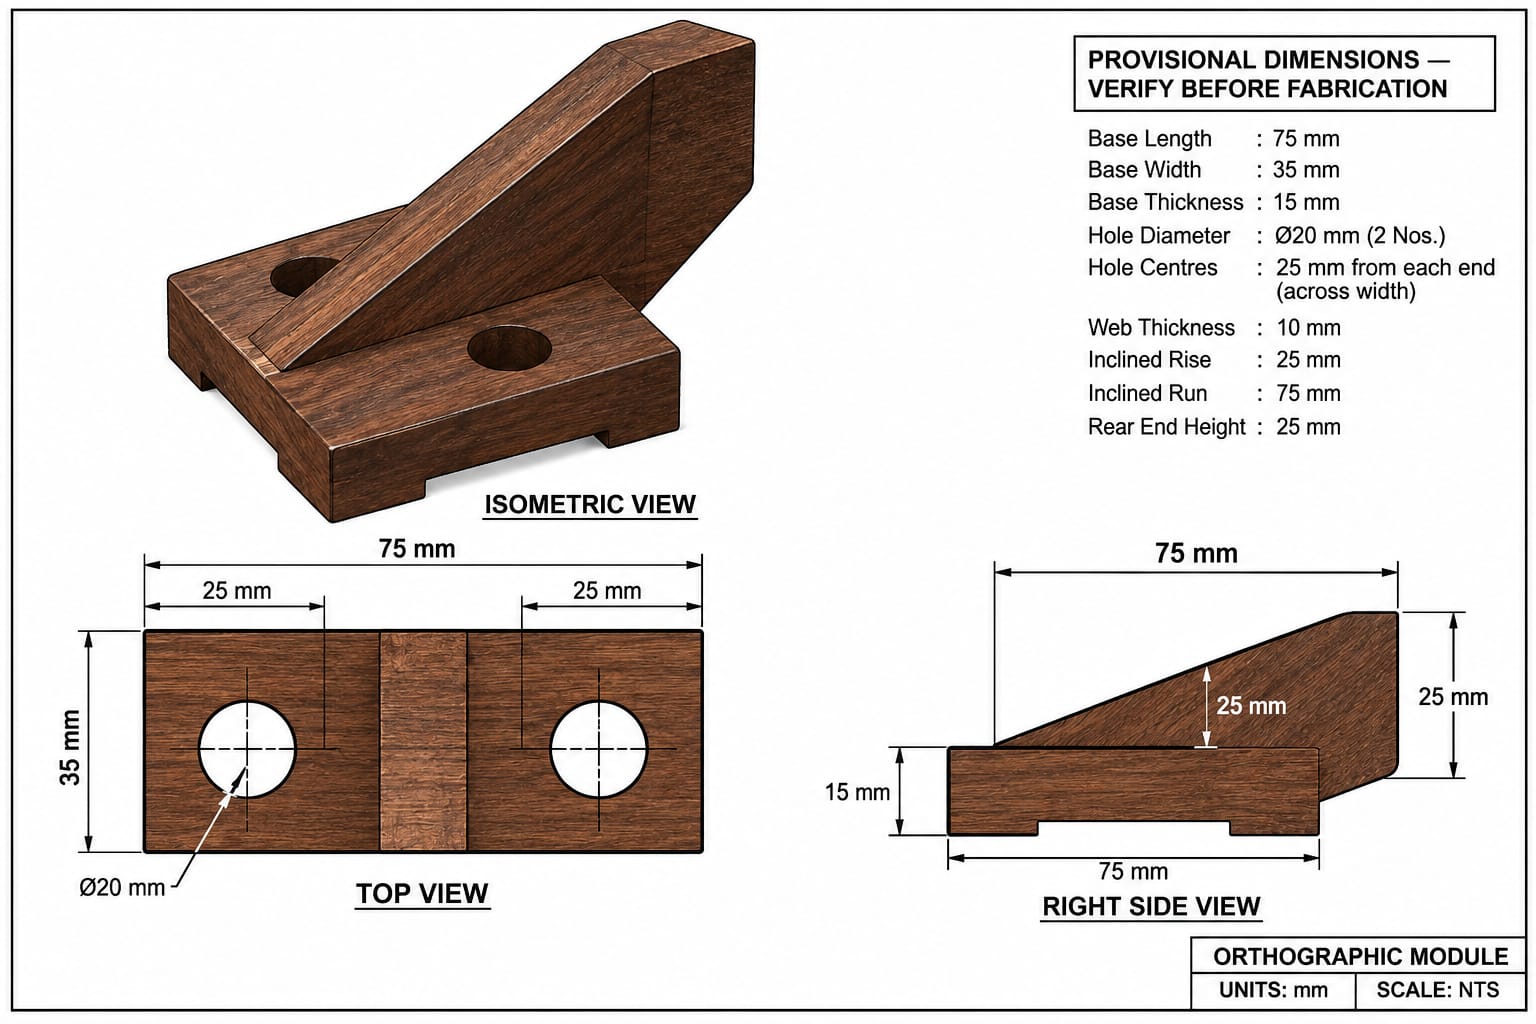 PROVISIONAL DIMENSIONS —
VERIFY BEFORE FABRICATION
Base Length : 75 mm
Base Width : 35 mm
Base Thickness : 15 mm
Hole Diameter : Ø20 mm (2 Nos.)
Hole Centres : 25 mm from each end
(across width)
Web Thickness : 10 mm
Inclined Rise : 25 mm
Inclined Run : 75 mm
Rear End Height : 25 mm
ISOMETRIC VIEW
75 mm
25 mm
25 mm
35 mm
Ø20 mm
TOP VIEW
75 mm
25 mm
25 mm
15 mm
75 mm
RIGHT SIDE VIEW
ORTHOGRAPHIC MODULE
UNITS: mm
SCALE: NTS